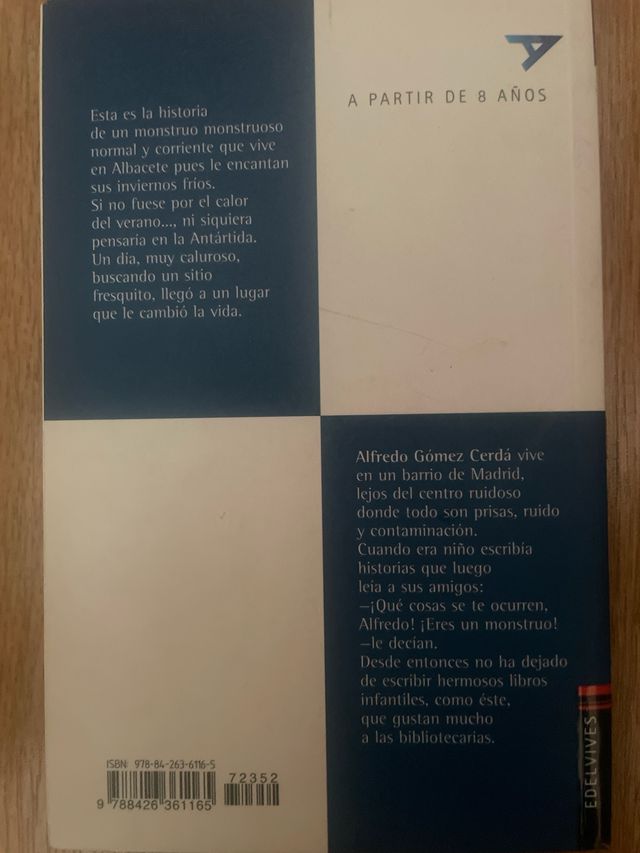 Esta es la historia
de un monstruo monstruoso
normal y corriente que vive
en Albacete pues le encantan
sus inviernos fríos.
Si no fuese por el calor
del verano..., ni siquiera
pensaría en la Antártida.
Un día, muy caluroso,
buscando un sitio
fresquito, llegó a un lugar
que le cambió la vida.
A PARTIR DE 8 AÑOS
Alfredo Gómez Cerdá vive
en un barrio de Madrid,
lejos del centro ruidoso
donde todo son prisas, ruido
y contaminación.
Cuando era niño escribía
historias que luego
leía a sus amigos:
—¡Qué cosas se te ocurren,
Alfredo! ¡Eres un monstruo!
—le decían.
Desde entonces no ha dejado
de escribir hermosos libros
infantiles, como éste,
que gustan mucho
a las bibliotecarias.
ISBN: 978-84-263-6116-5
72352
9 788426 361165
EDELVIVES